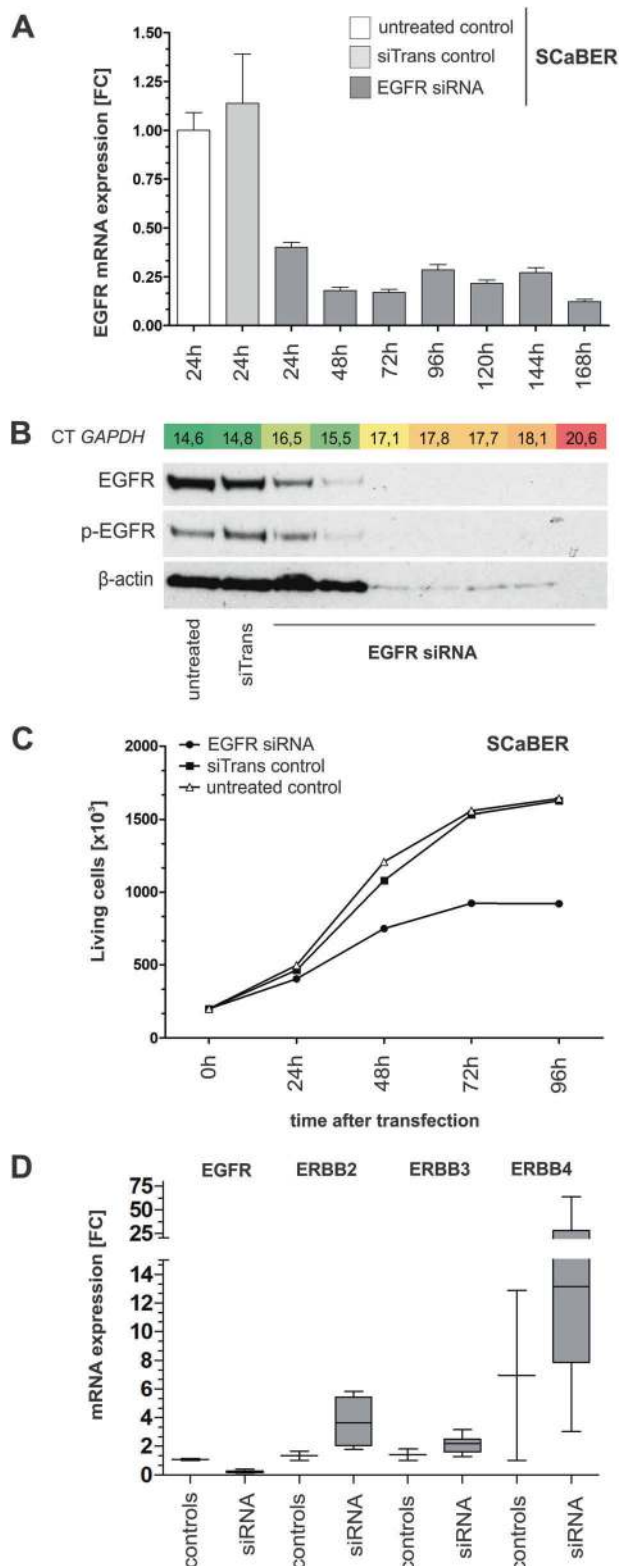 A
untreated control
siTrans control
EGFR siRNA
SCaBER
EGFR mRNA expression [FC]
1.50
1.25
1.00
0.75
0.50
0.25
0.00
24h 24h 24h 48h 72h 96h 120h 144h 168h
B
CT GAPDH 14,6 14,8 16,5 15,5 17,1 17,8 17,7 18,1 20,6
EGFR
p-EGFR
β-actin
untreated siTrans EGFR siRNA
C
EGFR siRNA
siTrans control
untreated control
SCaBER
Living cells [x10³]
2000
1500
1000
500
0
0h 24h 48h 72h 96h
time after transfection
D
EGFR ERBB2 ERBB3 ERBB4
mRNA expression [FC]
75
50
25
14
12
10
8
6
4
2
0
controls siRNA controls siRNA controls siRNA controls siRNA